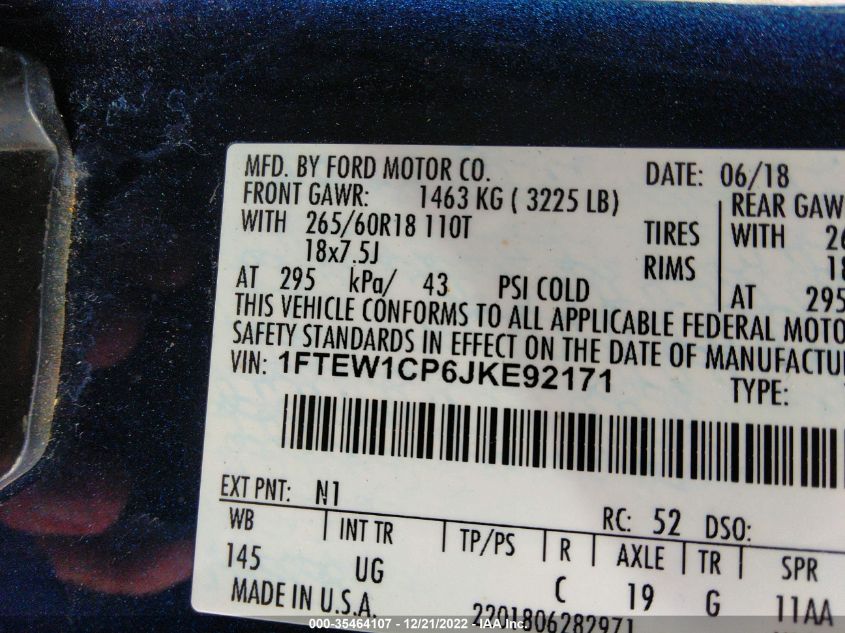 MFD. BY FORD MOTOR CO. DATE: 06/18
FRONT GAWR: 1463 KG ( 3225 LB) REAR GAW
WITH 265/60R18 110T TIRES WITH 26
18x7.5J RIMS 18
AT 295 kPa/ 43 PSI COLD AT 295
THIS VEHICLE CONFORMS TO ALL APPLICABLE FEDERAL MOTO
SAFETY STANDARDS IN EFFECT ON THE DATE OF MANUFACTU
VIN: 1FTEW1CP6JKE92171 TYPE:
EXT PNT: N1 RC: 52 DSO:
WB INT TR TP/PS R AXLE TR SPR
145 UG C 19 G 11AA
MADE IN U.S.A. 2201806282971
000-35464107 - 12/21/2022 - IAA Inc.